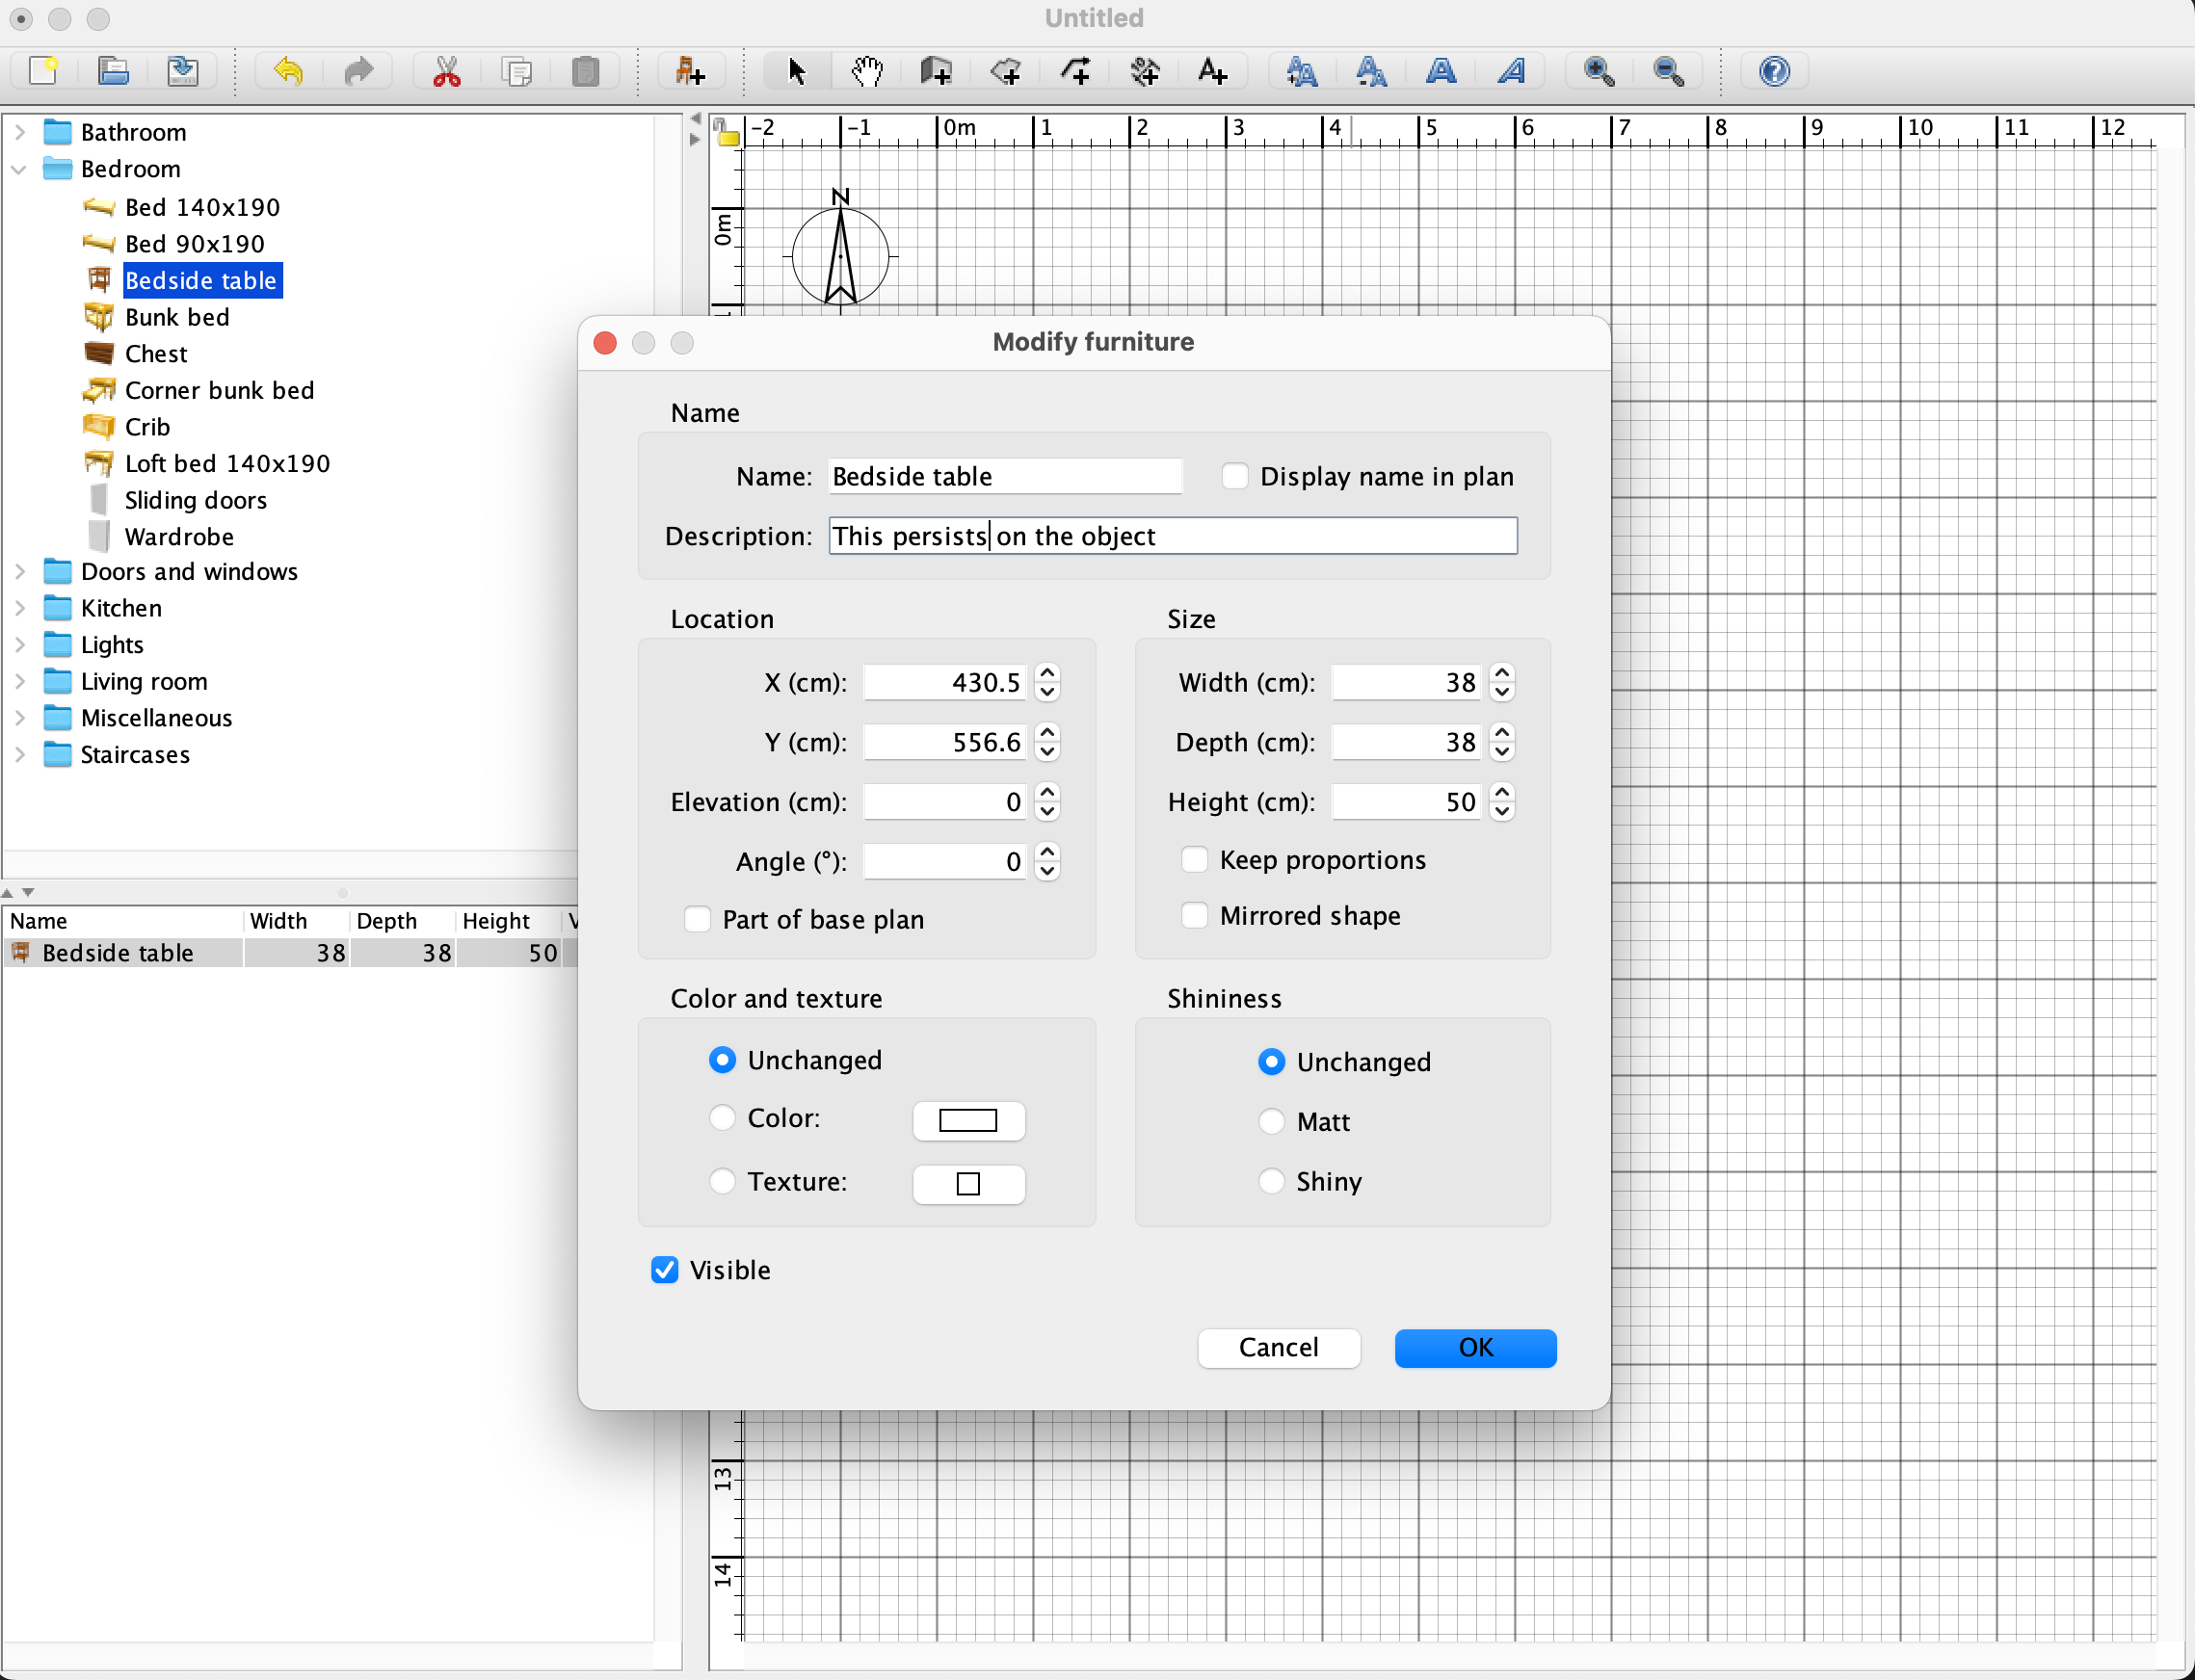 Untitled
-2 -1 0m 1 2 3 4 5 6 7 8 9 10 11 12
Bathroom
Bedroom
Bed 140x190
Bed 90x190
Bedside table
Bunk bed
Chest
Corner bunk bed
Crib
Loft bed 140x190
Sliding doors
Wardrobe
Doors and windows
Kitchen
Lights
Living room
Miscellaneous
Staircases
Name Width Depth Height
Bedside table 38 38 50
N
0m
13
14
Modify furniture
Name
Name: Bedside table Display name in plan
Description: This persists on the object
Location
X (cm): 430.5
Y (cm): 556.6
Elevation (cm): 0
Angle (°): 0
Part of base plan
Size
Width (cm): 38
Depth (cm): 38
Height (cm): 50
Keep proportions
Mirrored shape
Color and texture
Unchanged
Color:
Texture:
Shininess
Unchanged
Matt
Shiny
Visible
Cancel OK